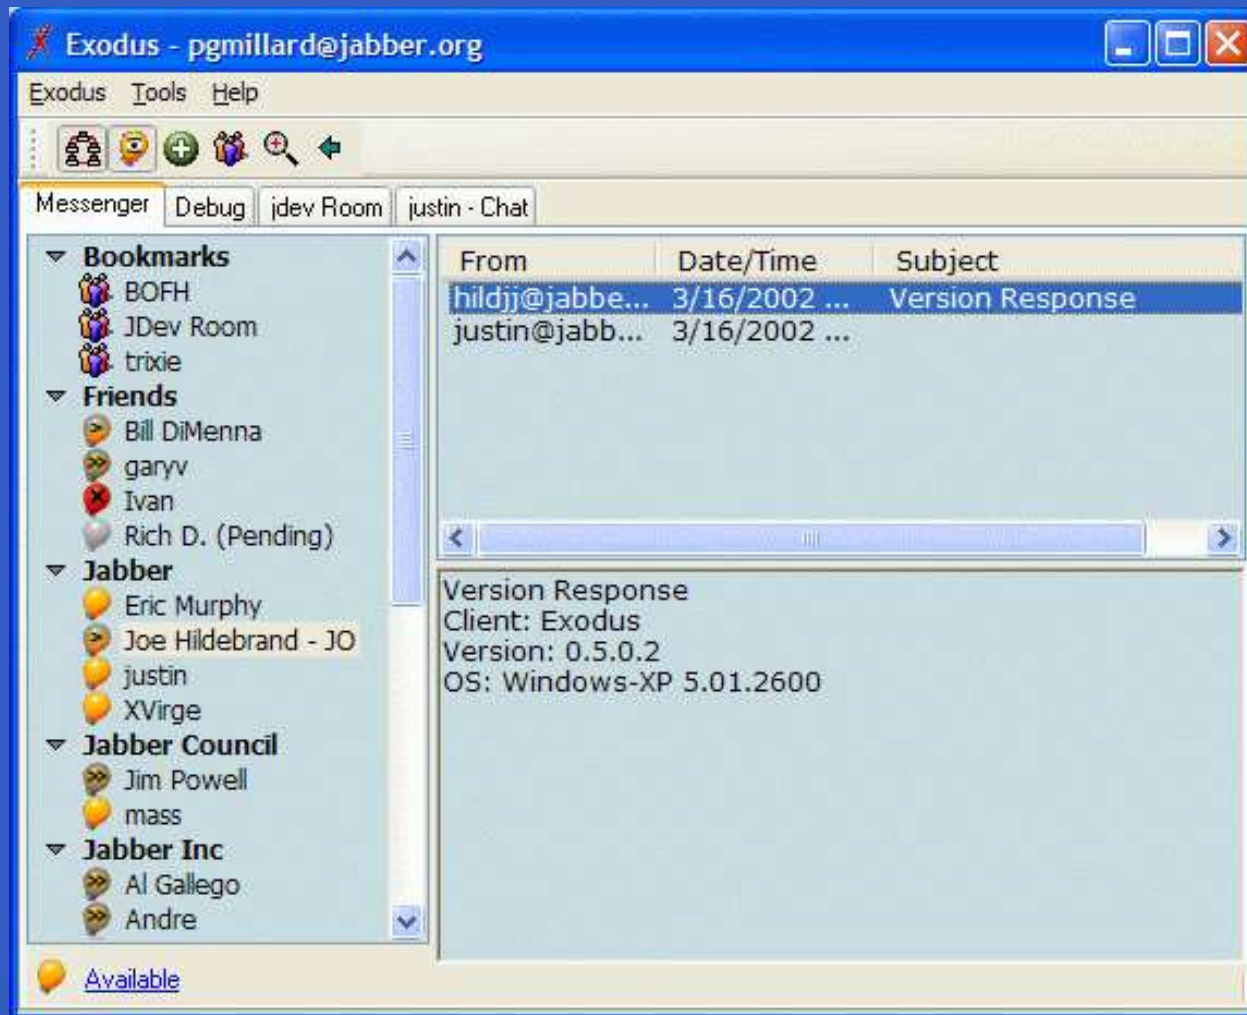 Exodus - pgmillard@jabber.org
Exodus Tools Help
Messenger Debug jdev Room justin - Chat
Bookmarks
BOFH
JDev Room
trixie
Friends
Bill DiMenna
garyv
Ivan
Rich D. (Pending)
Jabber
Eric Murphy
Joe Hildebrand - JO
justin
XVirge
Jabber Council
Jim Powell
mass
Jabber Inc
Al Gallego
Andre
From Date/Time Subject
hildjj@jabbe... 3/16/2002 ... Version Response
justin@jabb... 3/16/2002 ...
Version Response
Client: Exodus
Version: 0.5.0.2
OS: Windows-XP 5.01.2600
Available